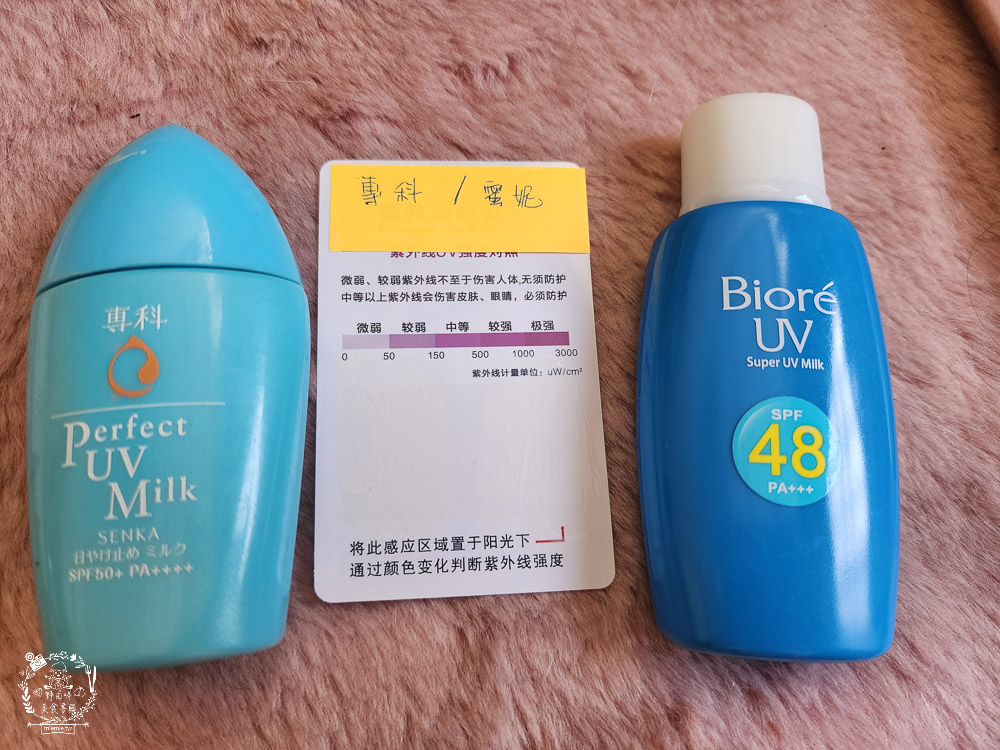 専科
Perfect
UV
Milk
SENKA
日やけ止め ミルク
SPF50+ PA++++
專科 / 蜜妮
紫外线UV强度对照
微弱、较弱紫外线不至于伤害人体,无须防护
中等以上紫外线会伤害皮肤、眼睛，必须防护
微弱 较弱 中等 较强 极强
0 50 150 500 1000 3000
紫外线计量单位：uW/cm²
将此感应区域置于阳光下
通过颜色变化判断紫外线强度
Bioré
UV
Super UV Milk
SPF
48
PA+++
美食專欄
miemie.tw